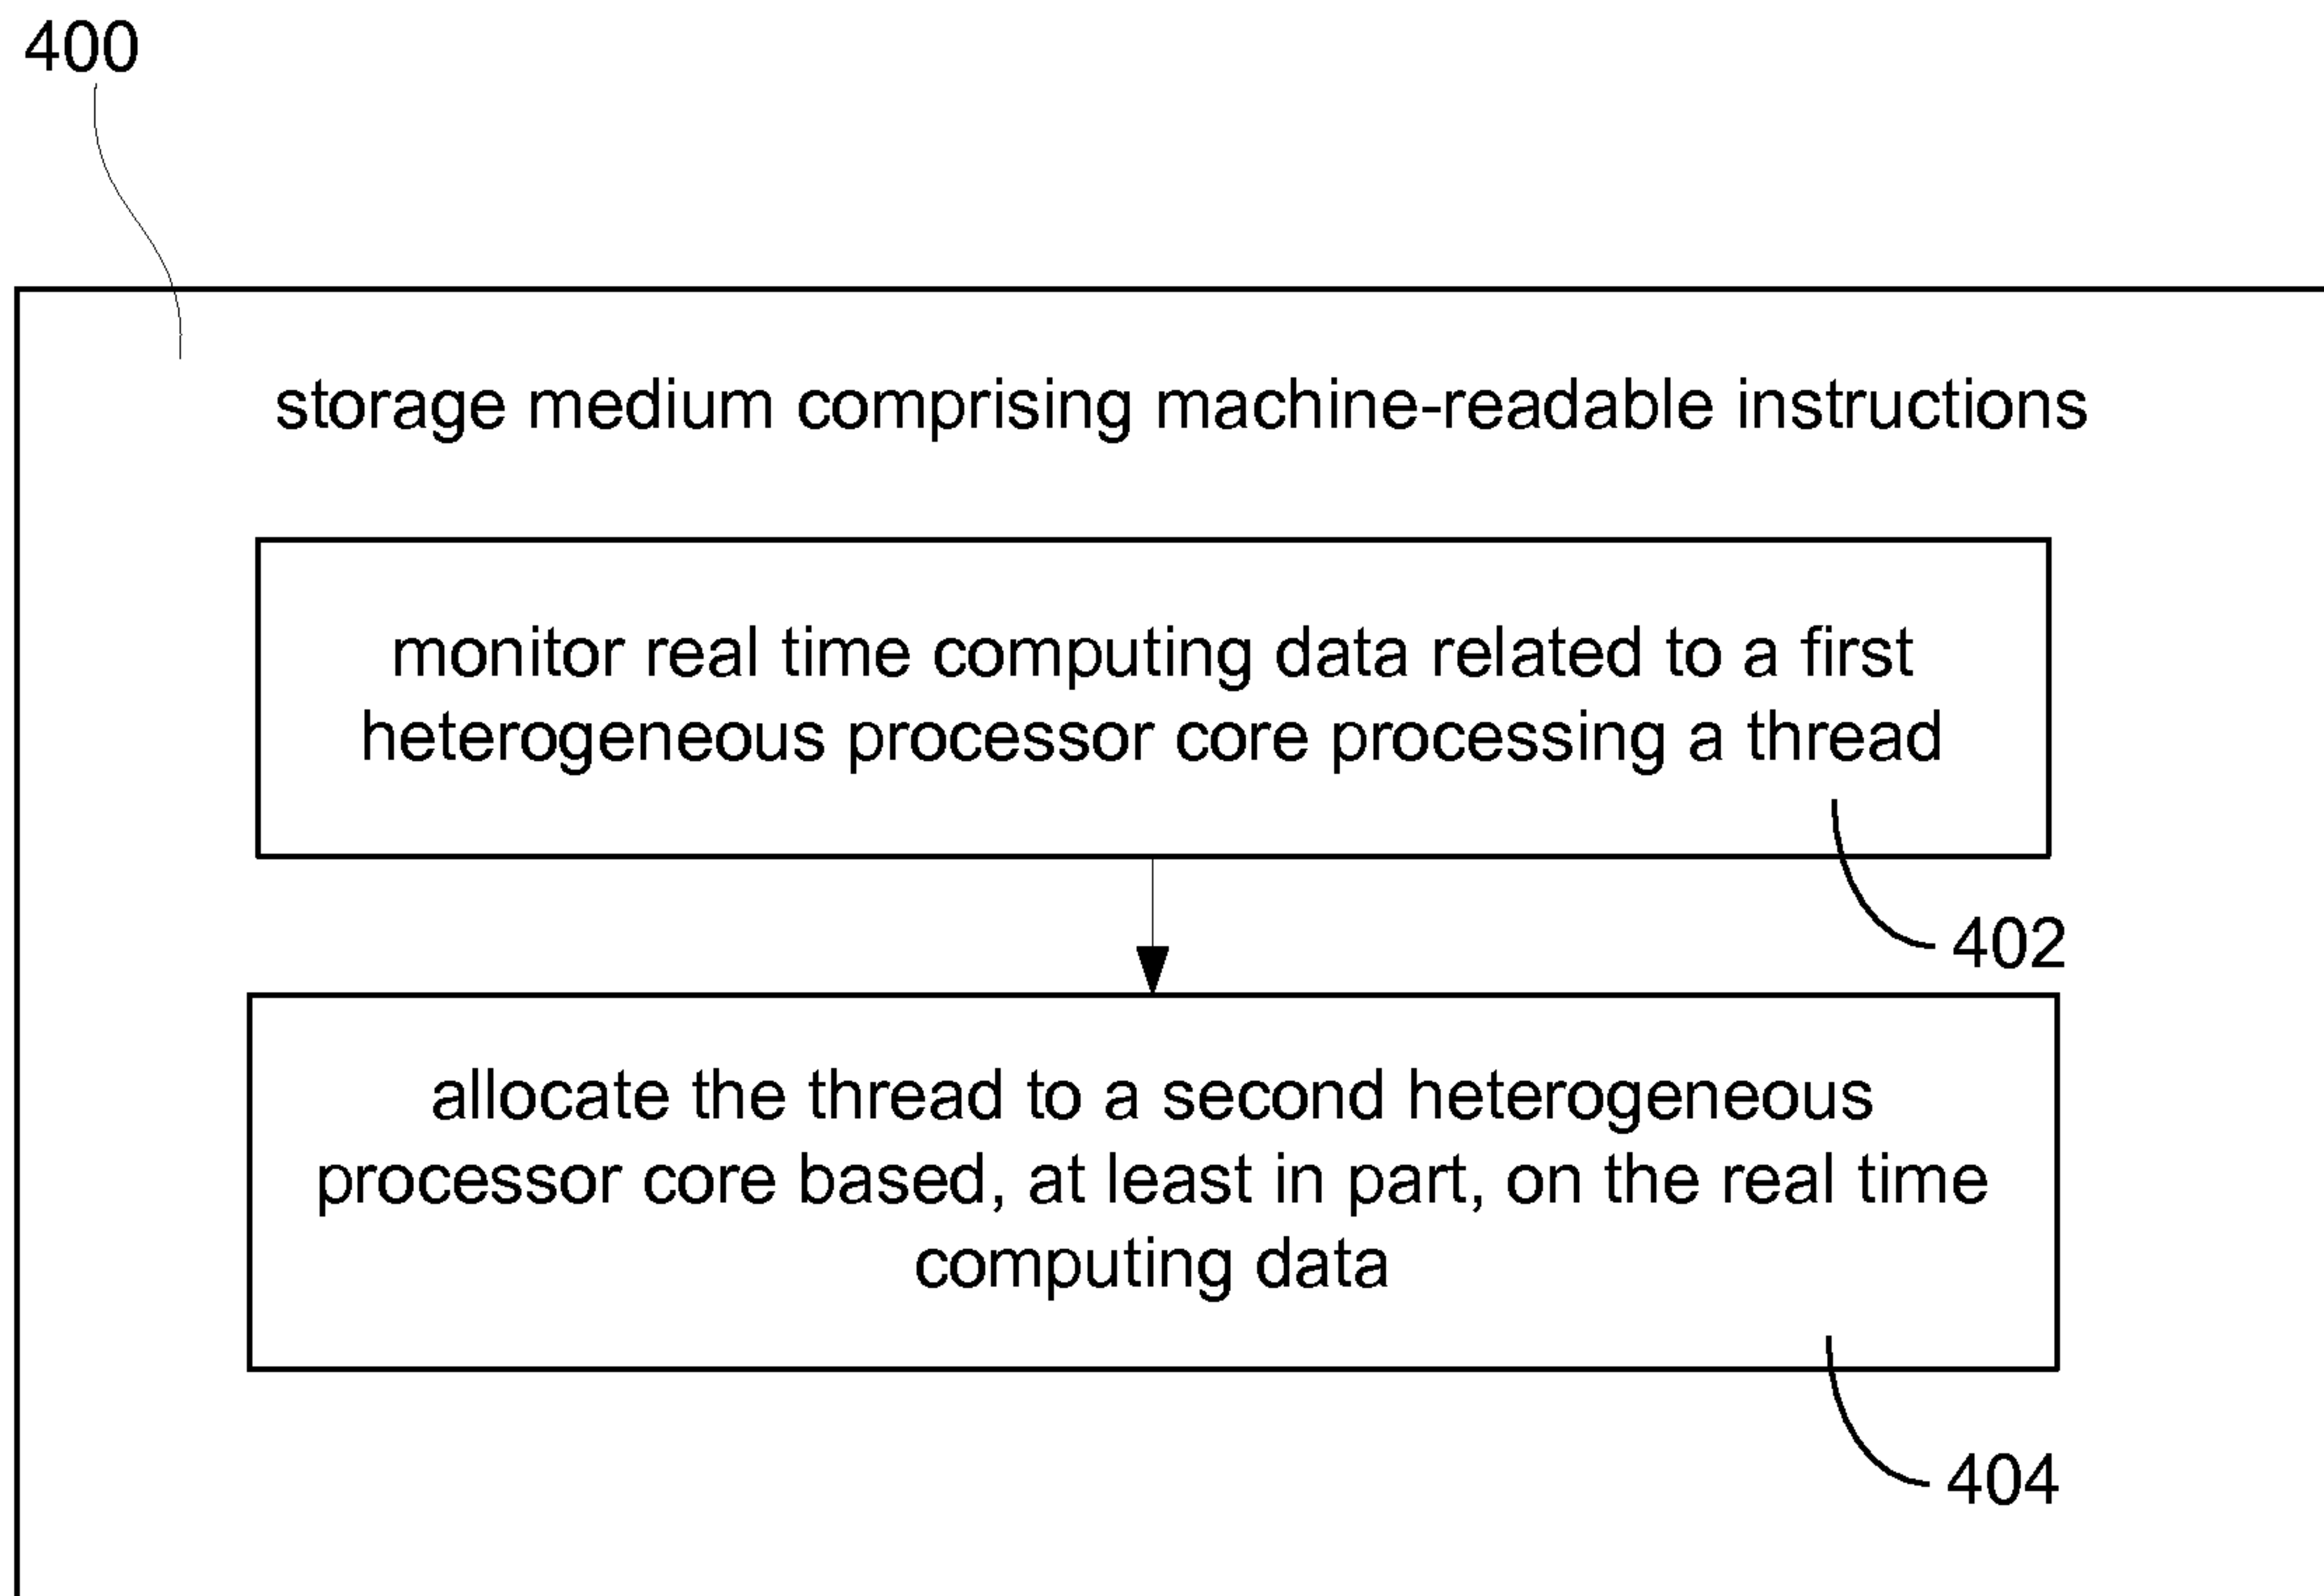 400
storage medium comprising machine-readable instructions
monitor real time computing data related to a first
heterogeneous processor core processing a thread
402
allocate the thread to a second heterogeneous
processor core based, at least in part, on the real time
computing data
404